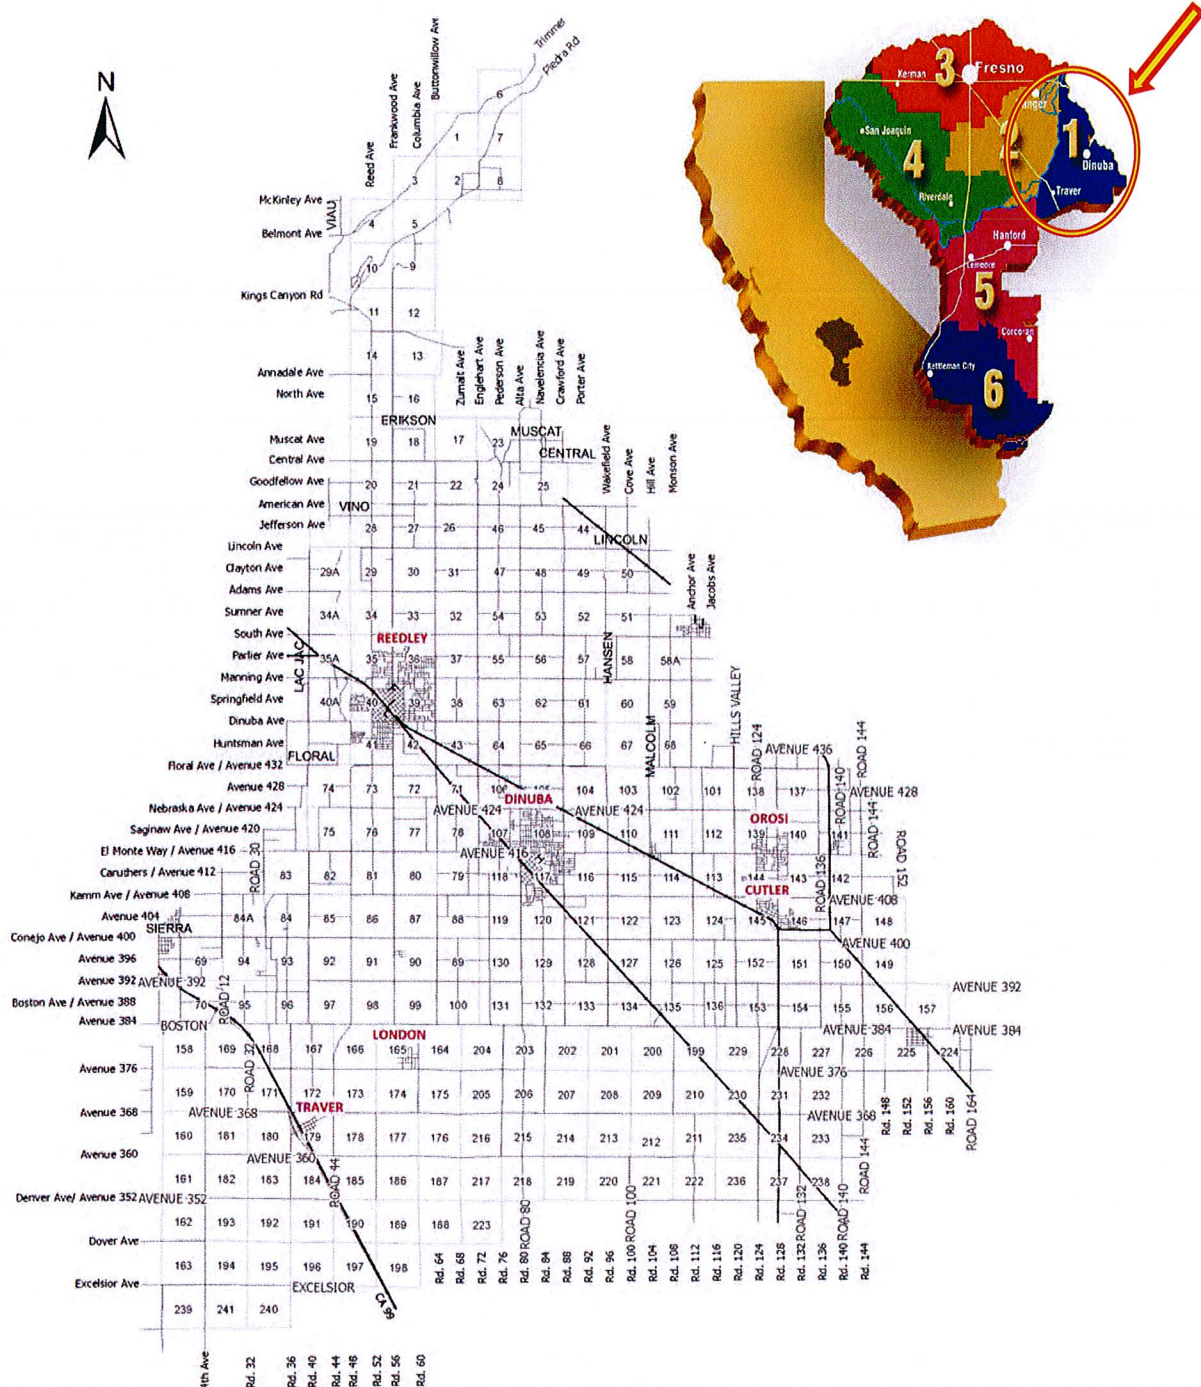 N
Reed Ave
Frankwood Ave
Columbia Ave
Buttonwillow Ave
Trimmer
Piedra Rd
6
1 7
3 2 8
McKinley Ave
VIAU
4 5
Belmont Ave
10 9
Kings Canyon Rd
11 12
14 13
Annadale Ave
North Ave
15 16
ERIKSON
Zumalt Ave
Englehart Ave
Pederson Ave
Alta Ave
Navelencia Ave
Crawford Ave
Porter Ave
Wakefield Ave
Cove Ave
Hill Ave
Monson Ave
Muscat Ave
19 18 17 23
MUSCAT
Central Ave
CENTRAL
Goodfellow Ave
20 21 22 24 25
American Ave
VINO
Jefferson Ave
28 27 26 46 45 44
LINCOLN
Lincoln Ave
Clayton Ave
29A 29 30 31 47 48 49 50
Adams Ave
Anchor Ave
Jacobs Ave
Sumner Ave
34A 34 33 32 54 53 52 51
South Ave
REEDLEY
Parlier Ave
LAC JAC
35A 35 36 37 55 56 57 58 58A
HANSEN
Manning Ave
Springfield Ave
40A 40 39 38 63 62 61 60 59
Dinuba Ave
HILLS VALLEY
Huntsman Ave
41 42 43 64 65 66 67 68
MALCOLM
FLORAL
ROAD 124
AVENUE 436
ROAD 144
Floral Ave / Avenue 432
Avenue 428
74 73 72 71 106 105 104 103 102 101 138 137
ROAD 140
AVENUE 428
DINUBA
Nebraska Ave / Avenue 424
AVENUE 424
AVENUE 424
OROSI
ROAD 144
Saginaw Ave / Avenue 420
75 76 77 78 107 108 109 110 111 112 139 140 141
ROAD 152
El Monte Way / Avenue 416
ROAD 30
AVENUE 416
Caruthers / Avenue 412
83 82 81 80 79 118 117 116 115 114 113 144 143 142
ROAD 136
CUTLER
Kamm Ave / Avenue 408
AVENUE 408
Avenue 404
84A 84 85 86 87 88 119 120 121 122 123 124 145 146 147 148
SIERRA
Conejo Ave / Avenue 400
AVENUE 400
Avenue 396
69 94 93 92 91 90 89 130 129 128 127 126 125 152 151 150 149
Avenue 392
AVENUE 392
AVENUE 392
Boston Ave / Avenue 388
70 95 96 97 98 99 100 131 132 133 134 135 136 153 154 155 156 157
ROAD 12
Avenue 384
BOSTON
LONDON
AVENUE 384
AVENUE 384
158 169 168 167 166 165 164 204 203 202 201 200 199 229 228 227 226 225 224
ROAD 32
Avenue 376
AVENUE 376
159 170 171 172 173 174 175 205 206 207 208 209 210 230 231 232
TRAVER
Avenue 368
AVENUE 368
AVENUE 368
Rd. 148
Rd. 152
Rd. 156
Rd. 160
ROAD 164
160 181 180 179 178 177 176 216 215 214 213 212 211 235 234 233
Avenue 360
AVENUE 360
ROAD 44
ROAD 144
161 182 183 184 185 186 187 217 218 219 220 221 222 236 237 238
Denver Ave/ Avenue 352
AVENUE 352
162 193 192 191 190 189 188 223
ROAD 80
ROAD 100
ROAD 132
ROAD 140
Dover Ave
163 194 195 196 197 198
Rd. 64
Rd. 68
Rd. 72
Rd. 76
Rd. 80
Rd. 84
Rd. 88
Rd. 92
Rd. 96
Rd. 100
Rd. 104
Rd. 108
Rd. 112
Rd. 116
Rd. 120
Rd. 124
Rd. 128
Rd. 132
Rd. 136
Rd. 140
Rd. 144
Excelsior Ave
EXCELSIOR
CA 99
239 241 240
Rd. 32
Rd. 36
Rd. 40
Rd. 44
Rd. 48
Rd. 52
Rd. 56
Rd. 60
3
Fresno
Kerman
San Joaquin
4
2
1
Dinuba
Traver
Riverdale
Hanford
Lemoore
5
Corcoran
Kettleman City
6